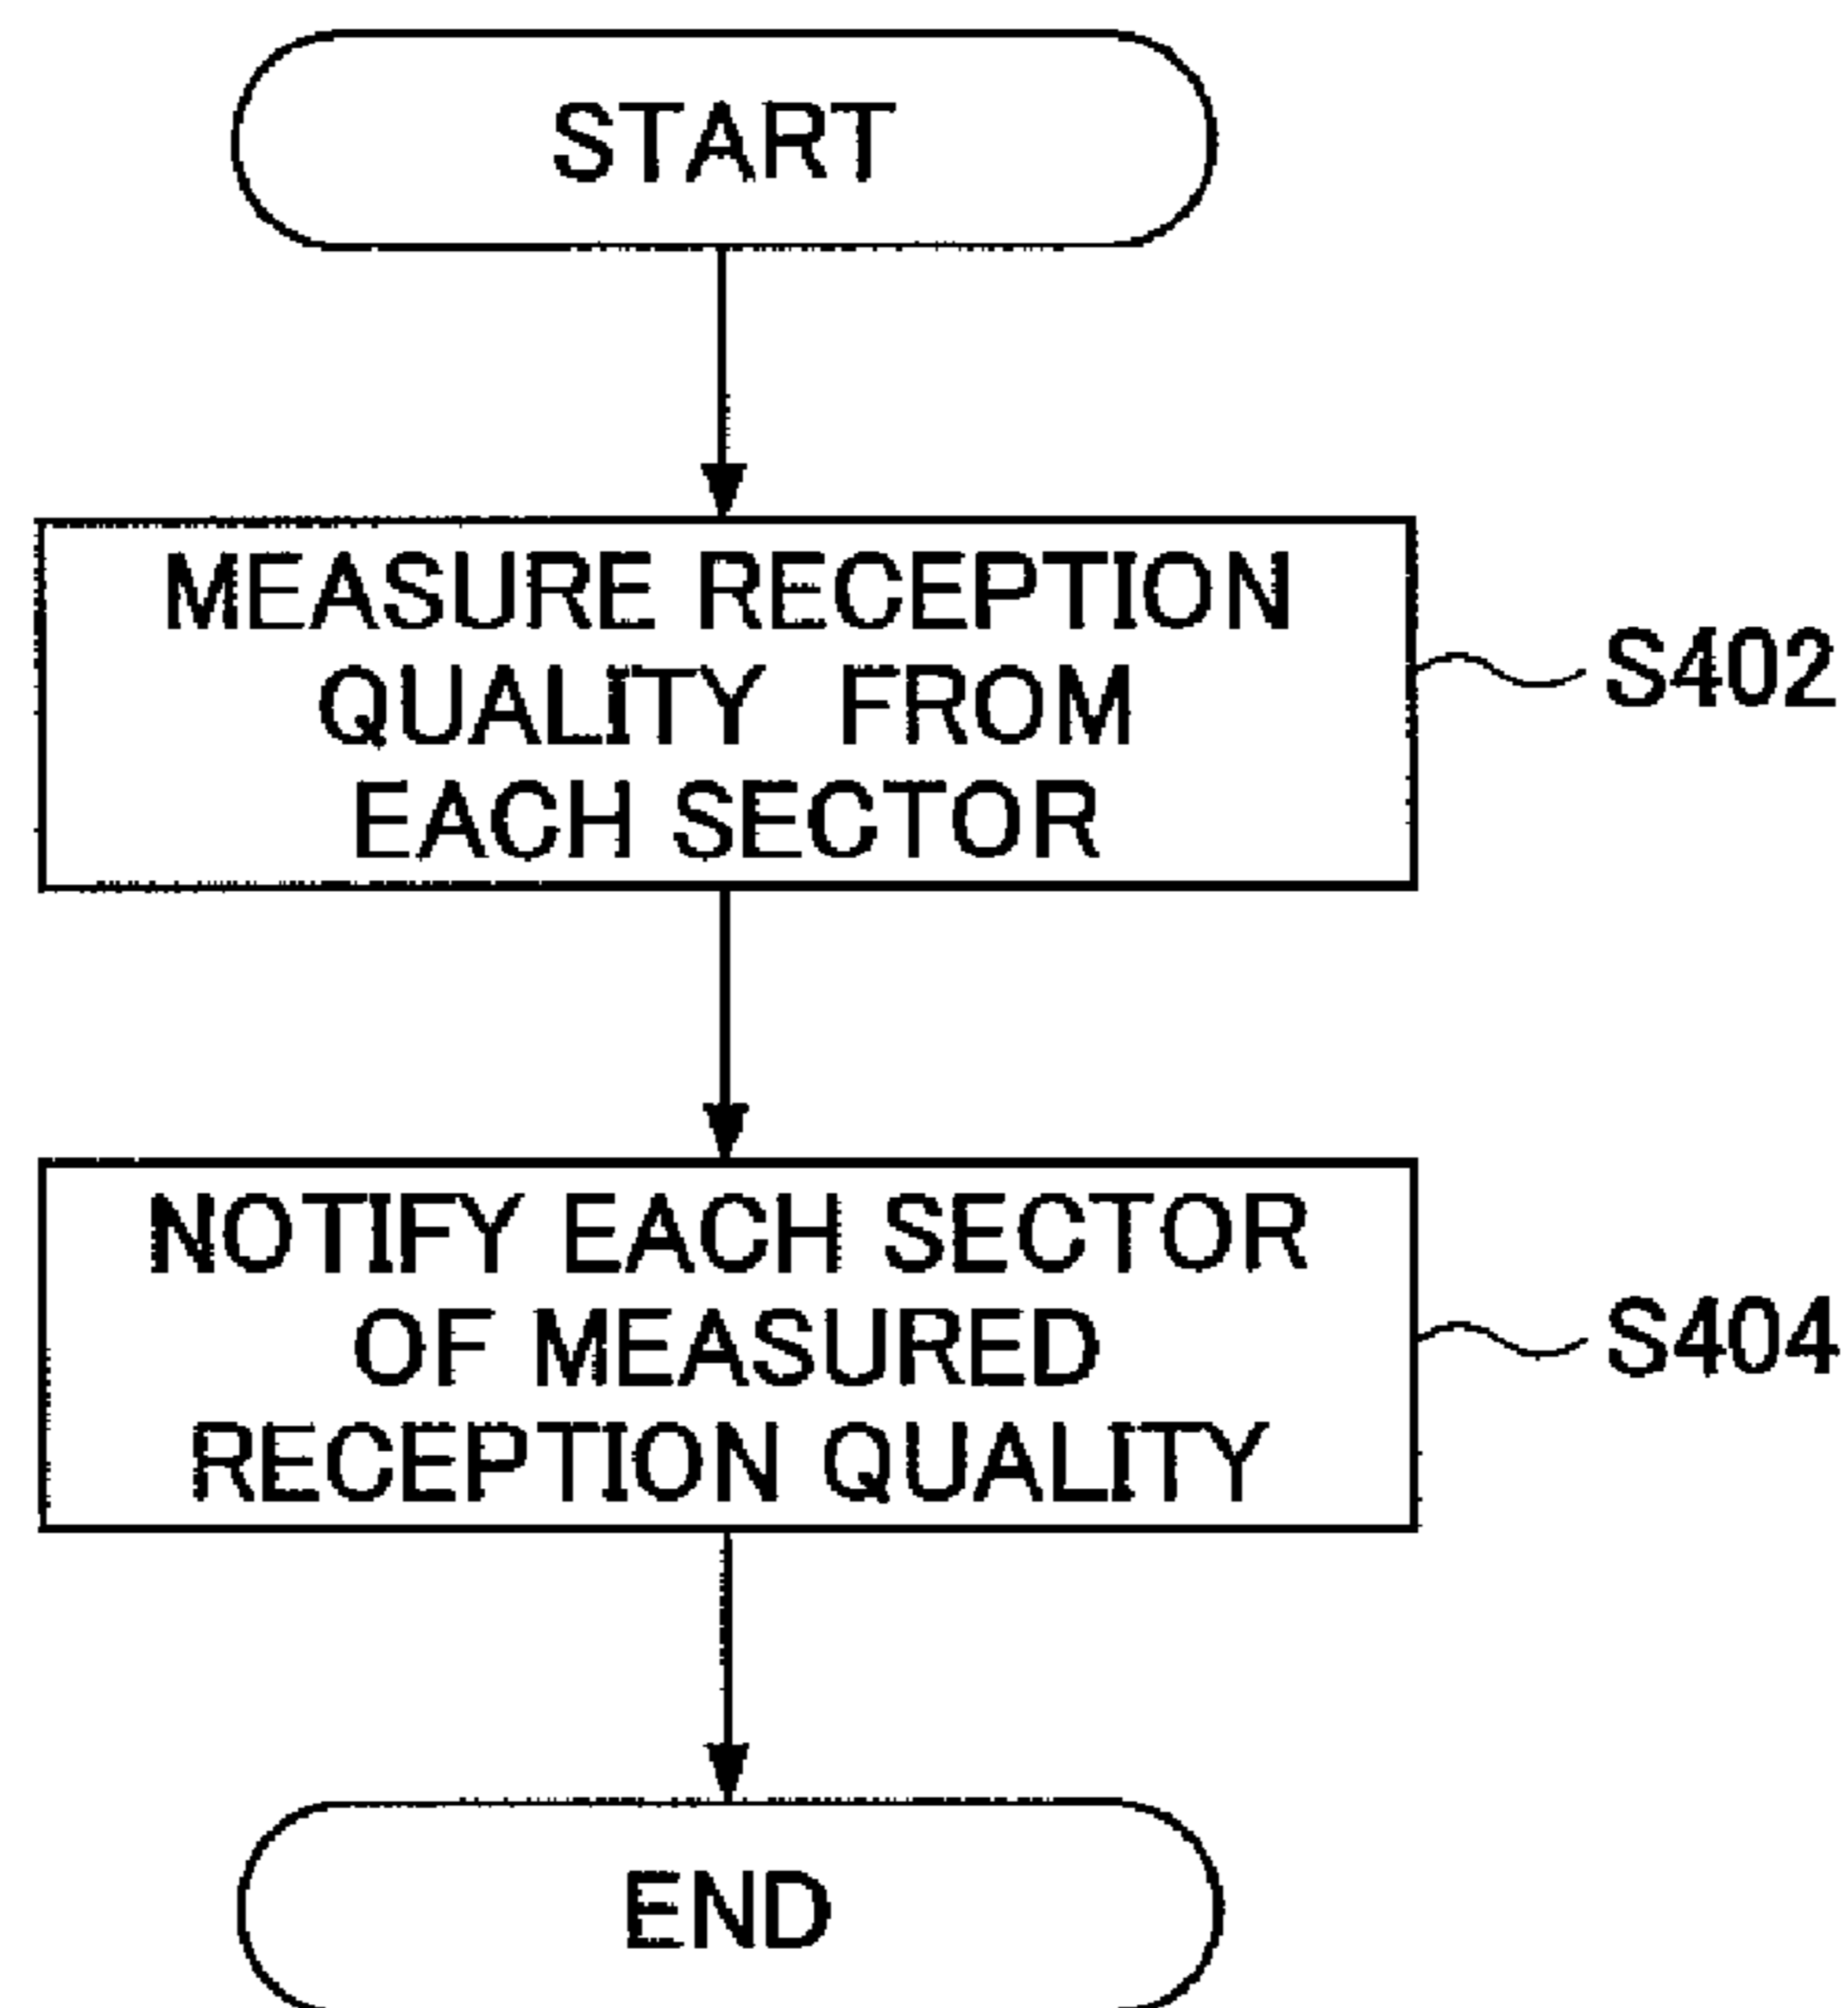 START
MEASURE RECEPTION
QUALITY FROM
EACH SECTOR
S402
NOTIFY EACH SECTOR
OF MEASURED
RECEPTION QUALITY
S404
END